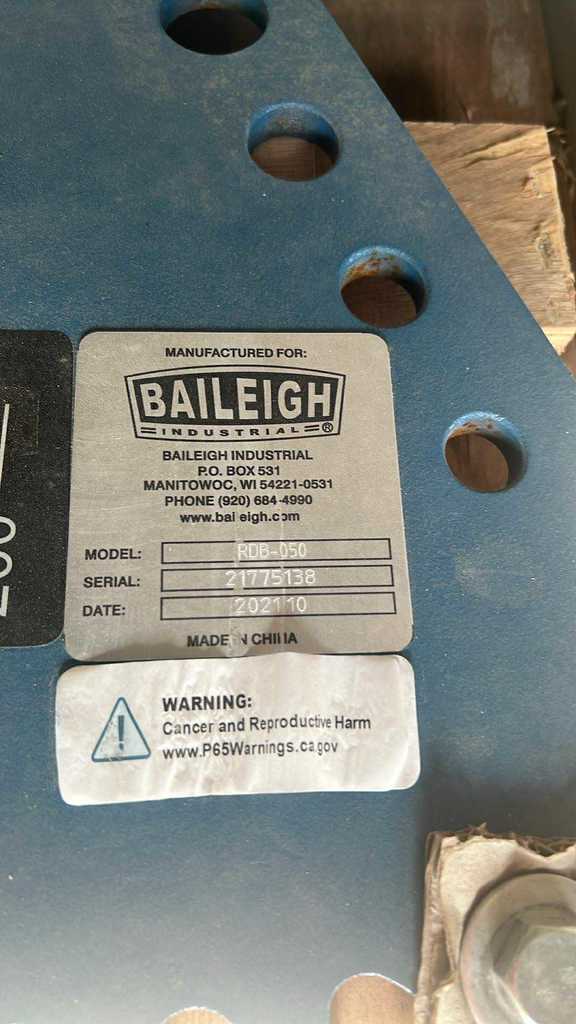 MANUFACTURED FOR:
BAILEIGH
INDUSTRIAL ®
BAILEIGH INDUSTRIAL
P.O. BOX 531
MANITOWOC, WI 54221-0531
PHONE (920) 684-4990
www.baileigh.com
MODEL: RDB-050
SERIAL: 21775138
DATE: 202110
MADE IN CHINA
WARNING:
Cancer and Reproductive Harm
www.P65Warnings.ca.gov